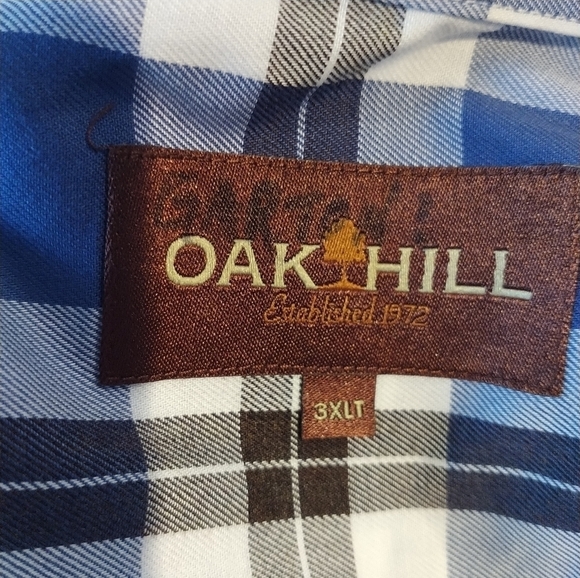 OAK HILL
Established 1972
3XLT